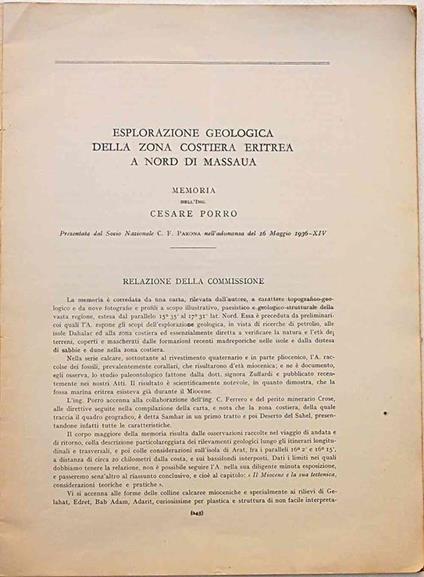 ESPLORAZIONE GEOLOGICA
DELLA ZONA COSTIERA ERITREA
A NORD DI MASSAUA
MEMORIA
DELL'ING.
CESARE PORRO
Presentata dal Socio Nazionale C. F. PARONA nell'adunanza del 26 Maggio 1936-XIV
RELAZIONE DELLA COMMISSIONE
La memoria è corredata da una carta, rilevata dall'autore, a carattere topografico-geo-
logico e da nove fotografie e profili a scopo illustrativo, paesistico e geologico-strutturale della
vasta regione, estesa dal parallelo 15° 35' al 17° 31' lat. Nord. Essa è preceduta da preliminari-
coi quali l'A. espone gli scopi dell'esplorazione geologica, in vista di ricerche di petrolio, alle
isole Dahalac ed alla zona costiera ed essenzialmente diretta a verificare la natura e l'età dei
terreni, coperti e mascherati dalle formazioni recenti madreporiche nelle isole e dalla distesa
di sabbie e dune nella zona costiera.
Nella serie calcare, sottostante al rivestimento quaternario e in parte pliocenico, l'A. rac-
colse dei fossili, prevalentemente corallari, che risultarono d'età miocenica; e ne è documento,
egli osserva, lo studio paleontologico fattone dalla dott. signora Zuffardi e pubblicato recen-
temente nei nostri Atti. Il risultato è scientificamente notevole, in quanto dimostra, che la
fossa marina eritrea esisteva già durante il Miocene.
L'ing. Porro accenna alla collaborazione dell'ing. C. Ferrero e del perito minerario Crose,
alle direttive seguite nella compilazione della carta, e nota che la zona costiera, della quale
traccia il quadro geografico, è detta Samhar in un primo tratto e poi Deserto del Sahel, presen-
tandone infatti tutte le caratteristiche.
Il corpo maggiore della memoria risulta dalle osservazioni raccolte nel viaggio di andata e
di ritorno, colla descrizione particolareggiata dei rilevamenti geologici lungo gli itinerari longitu-
dinali e trasversali, e poi colle considerazioni sull'isola di Arat, fra i paralleli 16° 2' e 16° 15',
a distanza di circa 20 chilometri dalla costa, e sui bassifondi interposti. Dati i limiti nei quali
dobbiamo tenere la relazione, non è possibile seguire l'A. nella sua diligente minuta esposizione,
e passeremo senz'altro al riassunto conclusivo, e cioè al capitolo: « Il Miocene e la sua tettonica,
considerazioni teoriche e pratiche ».
Vi si accenna alle forme delle colline calcaree mioceniche e specialmente ai rilievi di Ge-
lahat, Edret, Bab Adam, Adarit, curiosissime per plastica e struttura di non facile interpreta-
(143)